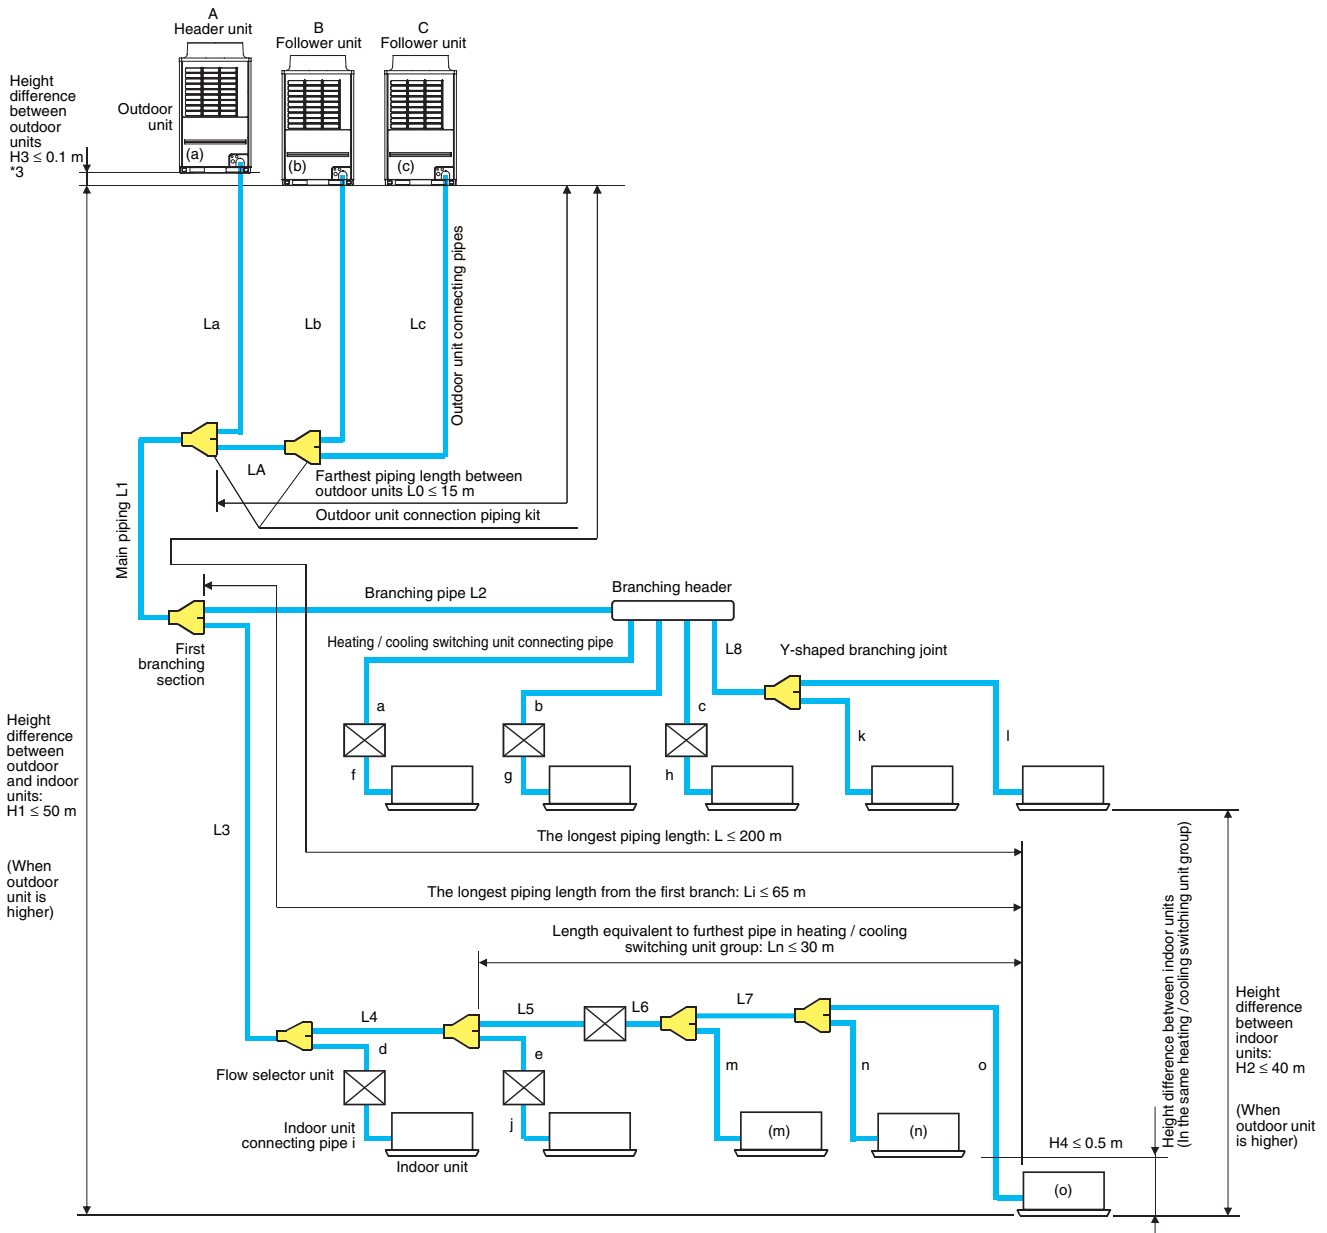 A
Header unit
B
Follower unit
C
Follower unit
Height
difference
between
outdoor
units
H3 ≤ 0.1 m
*3
Outdoor
unit
(a)
(b)
(c)
La
Lb
Lc
Outdoor unit connecting pipes
LA
Farthest piping length between
outdoor units L0 ≤ 15 m
Outdoor unit connection piping kit
Main piping L1
Branching pipe L2
Branching header
First
branching
section
Heating / cooling switching unit connecting pipe
L8
Y-shaped branching joint
a
b
c
k
l
f
g
h
Height
difference
between
outdoor
and indoor
units:
H1 ≤ 50 m
(When
outdoor
unit is
higher)
L3
The longest piping length: L ≤ 200 m
The longest piping length from the first branch: Li ≤ 65 m
Length equivalent to furthest pipe in heating / cooling
switching unit group: Ln ≤ 30 m
L4
L5
L6
L7
d
e
m
n
o
Flow selector unit
Indoor unit
connecting pipe i
j
Indoor unit
(m)
(n)
(o)
H4 ≤ 0.5 m
Height difference between indoor units
(In the same heating / cooling switching unit group)
Height
difference
between
indoor
units:
H2 ≤ 40 m
(When
outdoor unit
is higher)